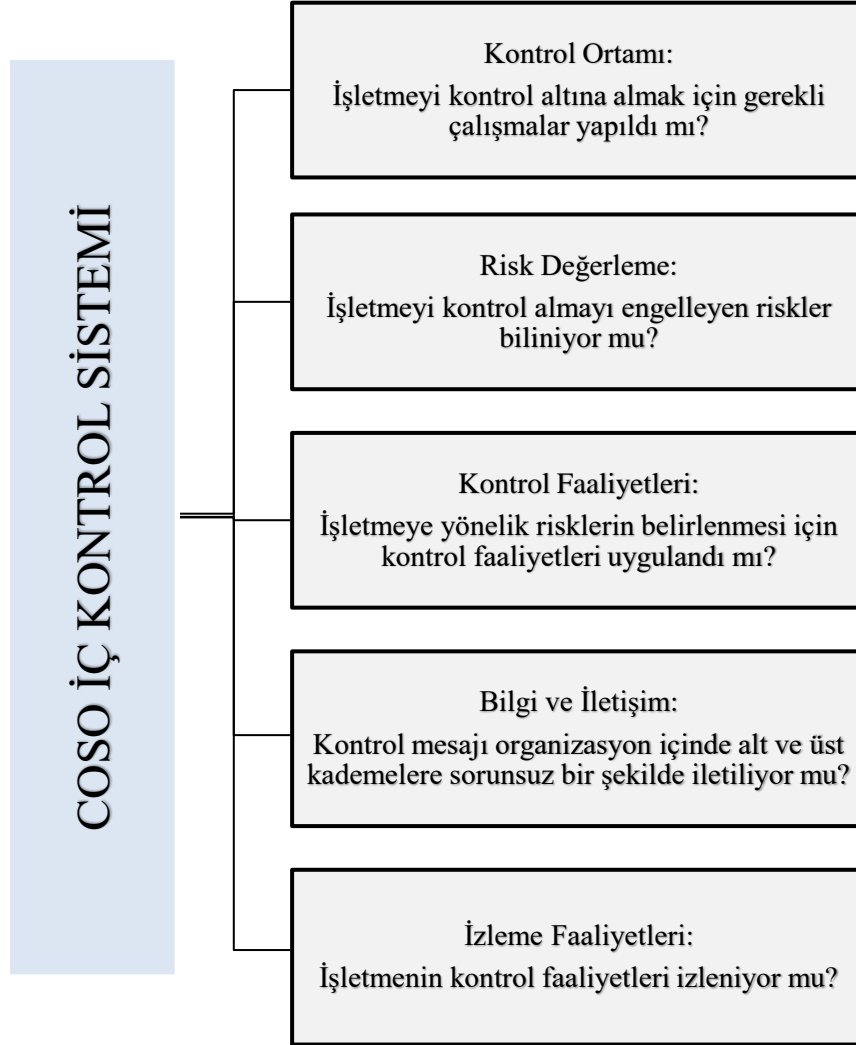 COSO İÇ KONTROL SİSTEMİ
Kontrol Ortamı:
İşletmeyi kontrol altına almak için gerekli
çalışmalar yapıldı mı?
Risk Değerleme:
İşletmeyi kontrol almayı engelleyen riskler
biliniyor mu?
Kontrol Faaliyetleri:
İşletmeye yönelik risklerin belirlenmesi için
kontrol faaliyetleri uygulandı mı?
Bilgi ve İletişim:
Kontrol mesajı organizasyon içinde alt ve üst
kademelere sorunsuz bir şekilde iletiliyor mu?
İzleme Faaliyetleri:
İşletmenin kontrol faaliyetleri izleniyor mu?